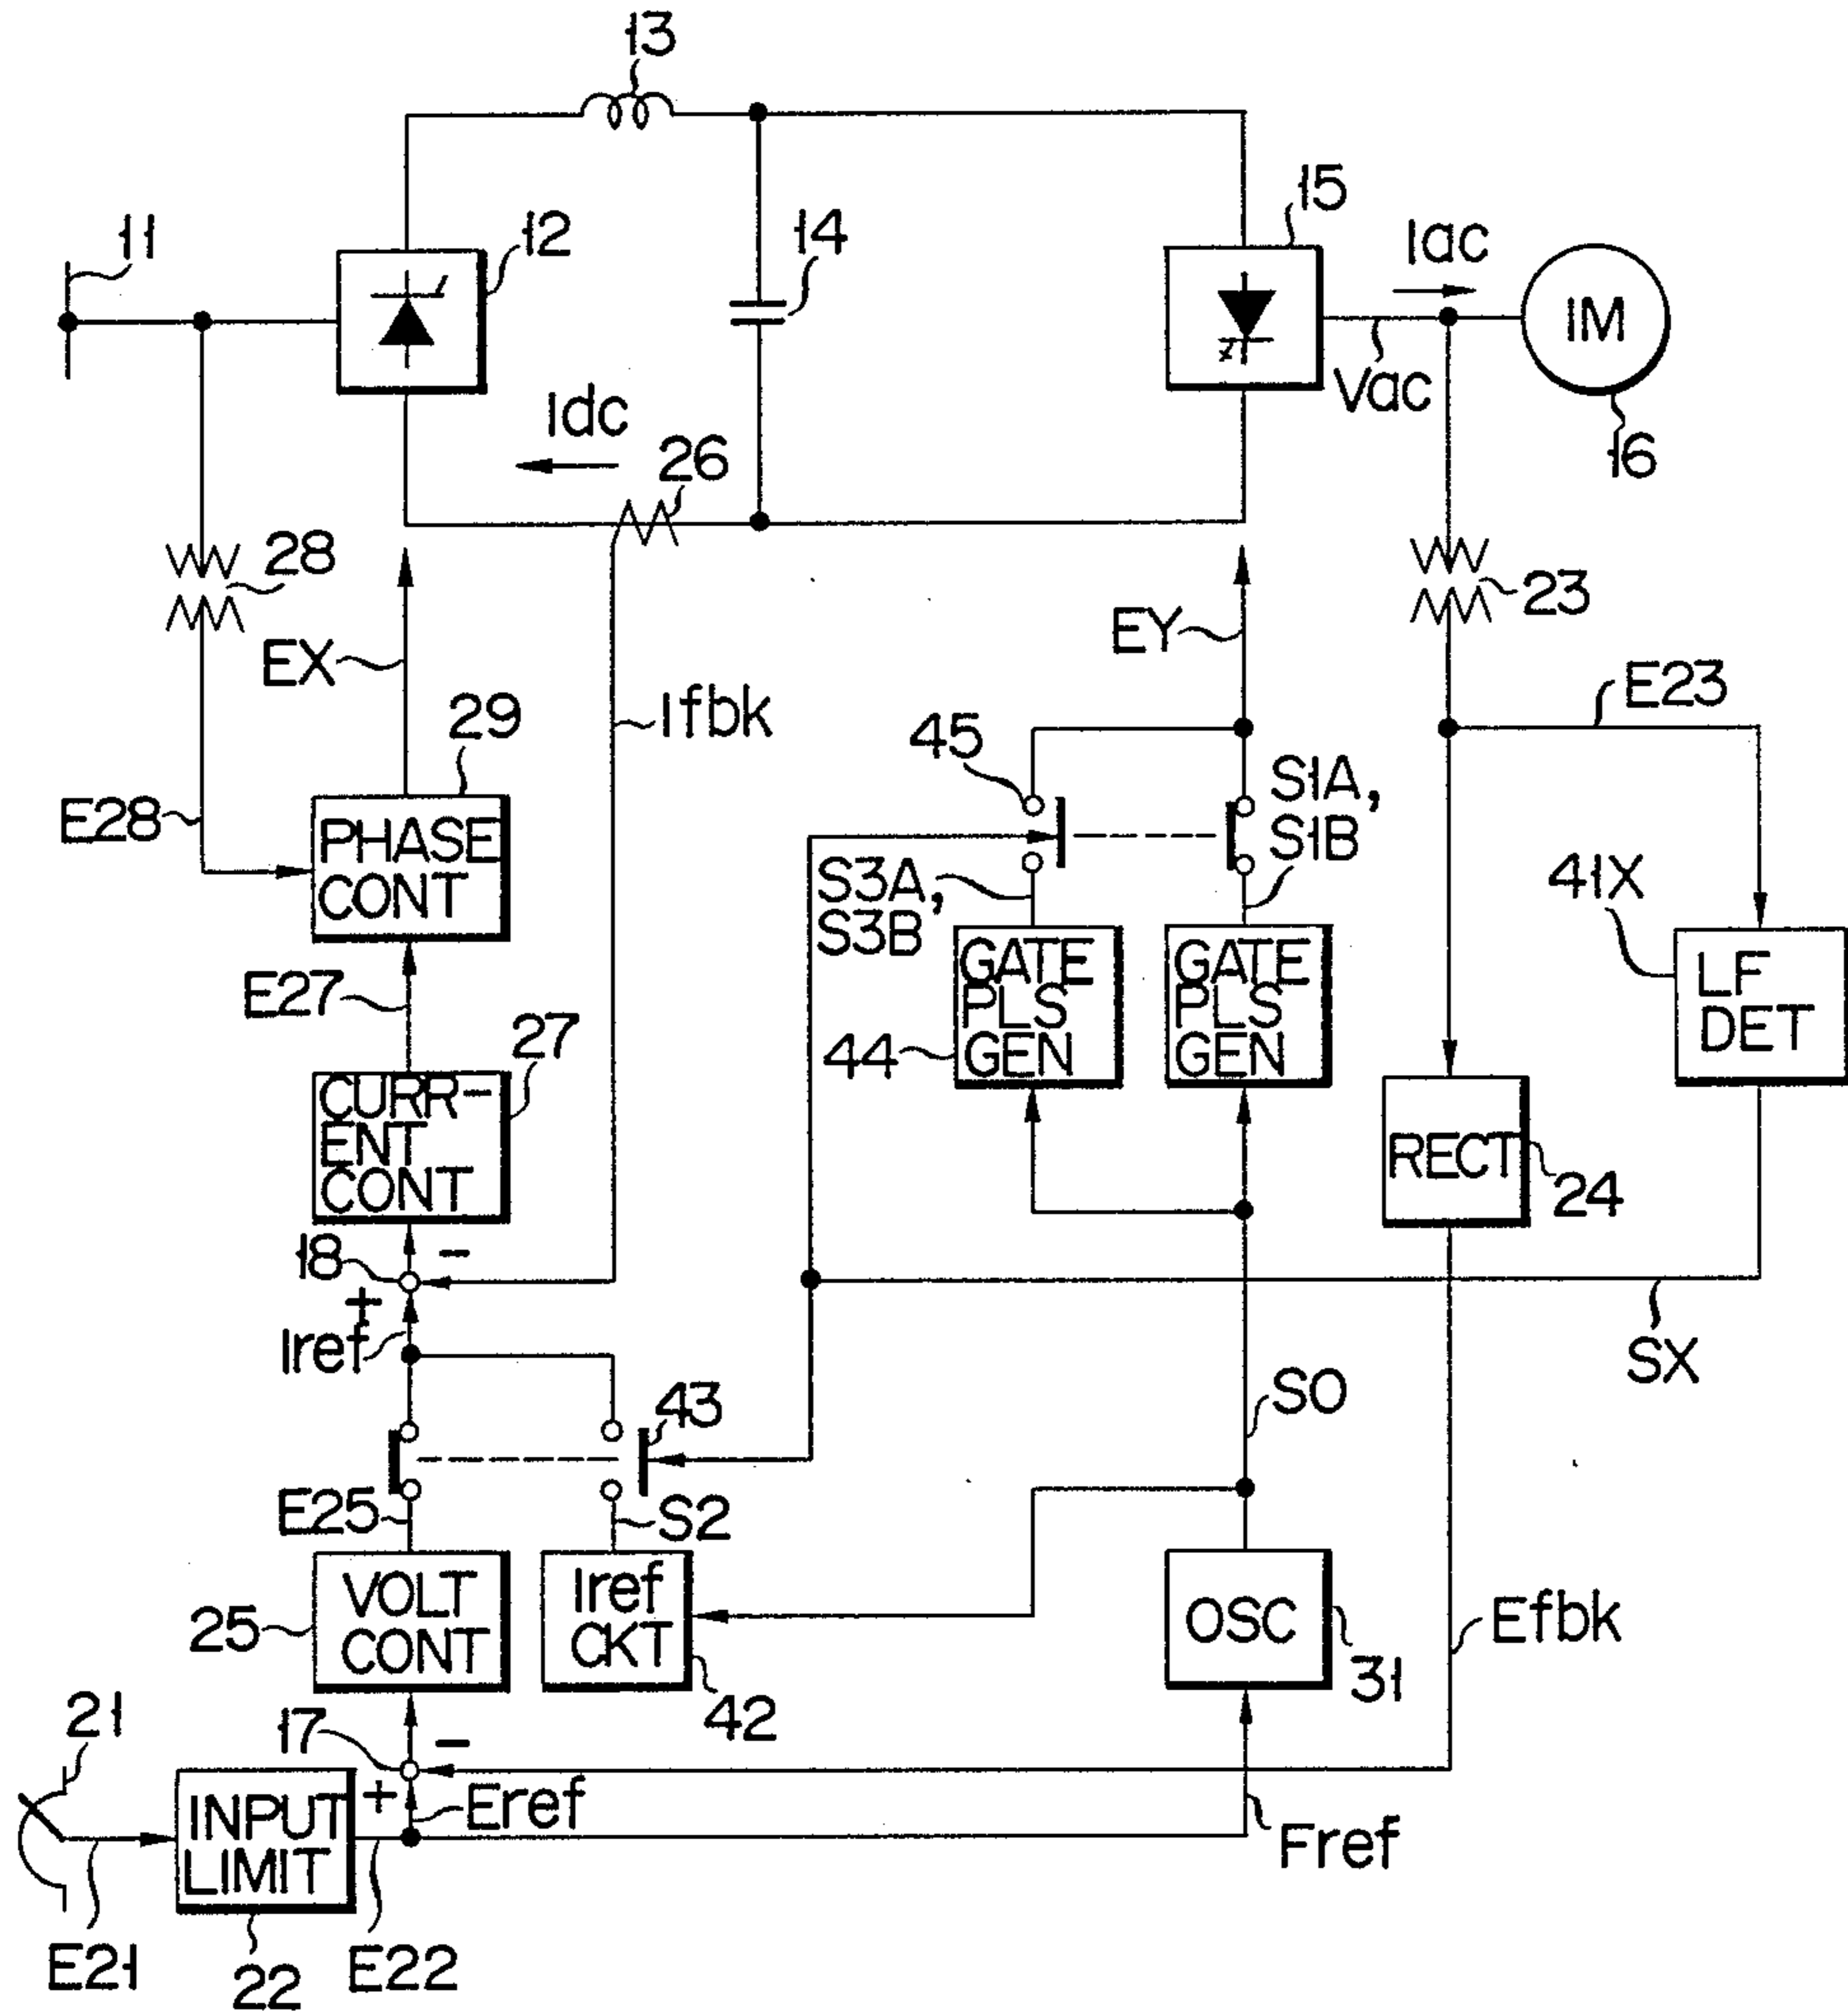 13
11
12
14
15
Iac
IM
Vac
16
Idc
26
28
23
EX
EY
E23
Ifbk
29
45
S1A,
S1B
E28
PHASE
CONT
S3A,
S3B
41X
GATE
PLS
GEN
GATE
PLS
GEN
LF
DET
E27
27
44
CURR-
ENT
CONT
RECT
24
18
-
+
Iref
SX
43
S0
E25
S2
VOLT
CONT
Iref
CKT
OSC
Efbk
25
42
31
21
17
-
+
Eref
INPUT
LIMIT
Fref
E21
22
E22